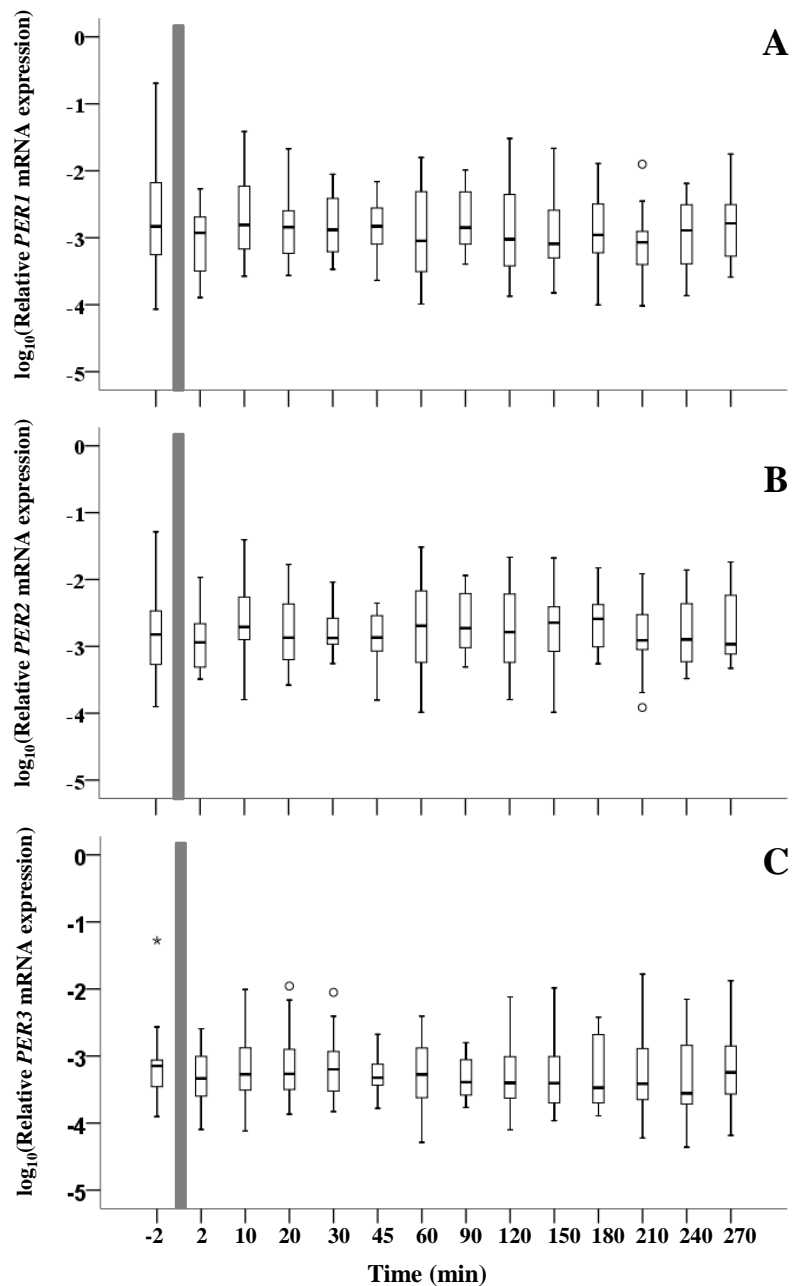 A
log10(Relative PER1 mRNA expression)
0
-1
-2
-3
-4
-5
B
log10(Relative PER2 mRNA expression)
0
-1
-2
-3
-4
-5
C
log10(Relative PER3 mRNA expression)
0
-1
-2
-3
-4
-5
-2 2 10 20 30 45 60 90 120 150 180 210 240 270
Time (min)